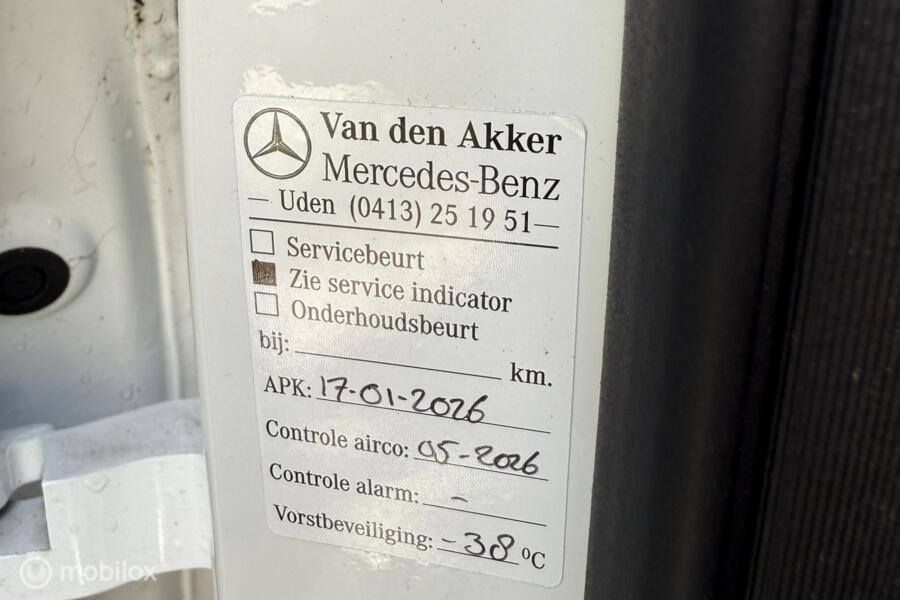 Van den Akker
Mercedes-Benz
— Uden (0413) 25 19 51 —
Servicebeurt
Zie service indicator
Onderhoudsbeurt
bij: km.
APK: 17-01-2026
Controle airco: 05-2026
Controle alarm: -
Vorstbeveiliging: -38 °C
mobilox